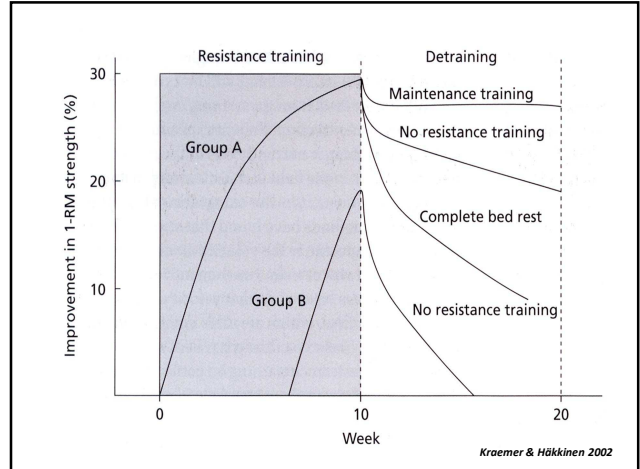 Resistance training
Detraining
Improvement in 1-RM strength (%)
30
20
10
Group A
Group B
Maintenance training
No resistance training
Complete bed rest
No resistance training
0
10
20
Week
Kraemer & Häkkinen 2002